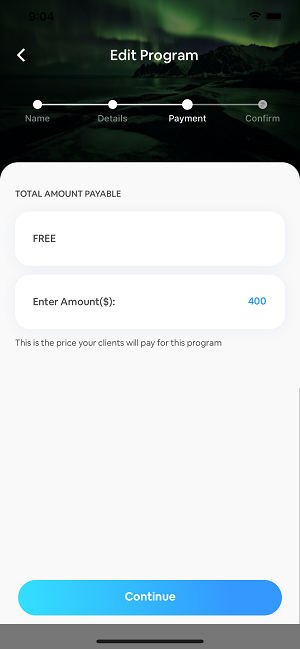 9:04
Edit Program
Name Details Payment Confirm
TOTAL AMOUNT PAYABLE
FREE
Enter Amount($): 400
This is the price your clients will pay for this program
Continue